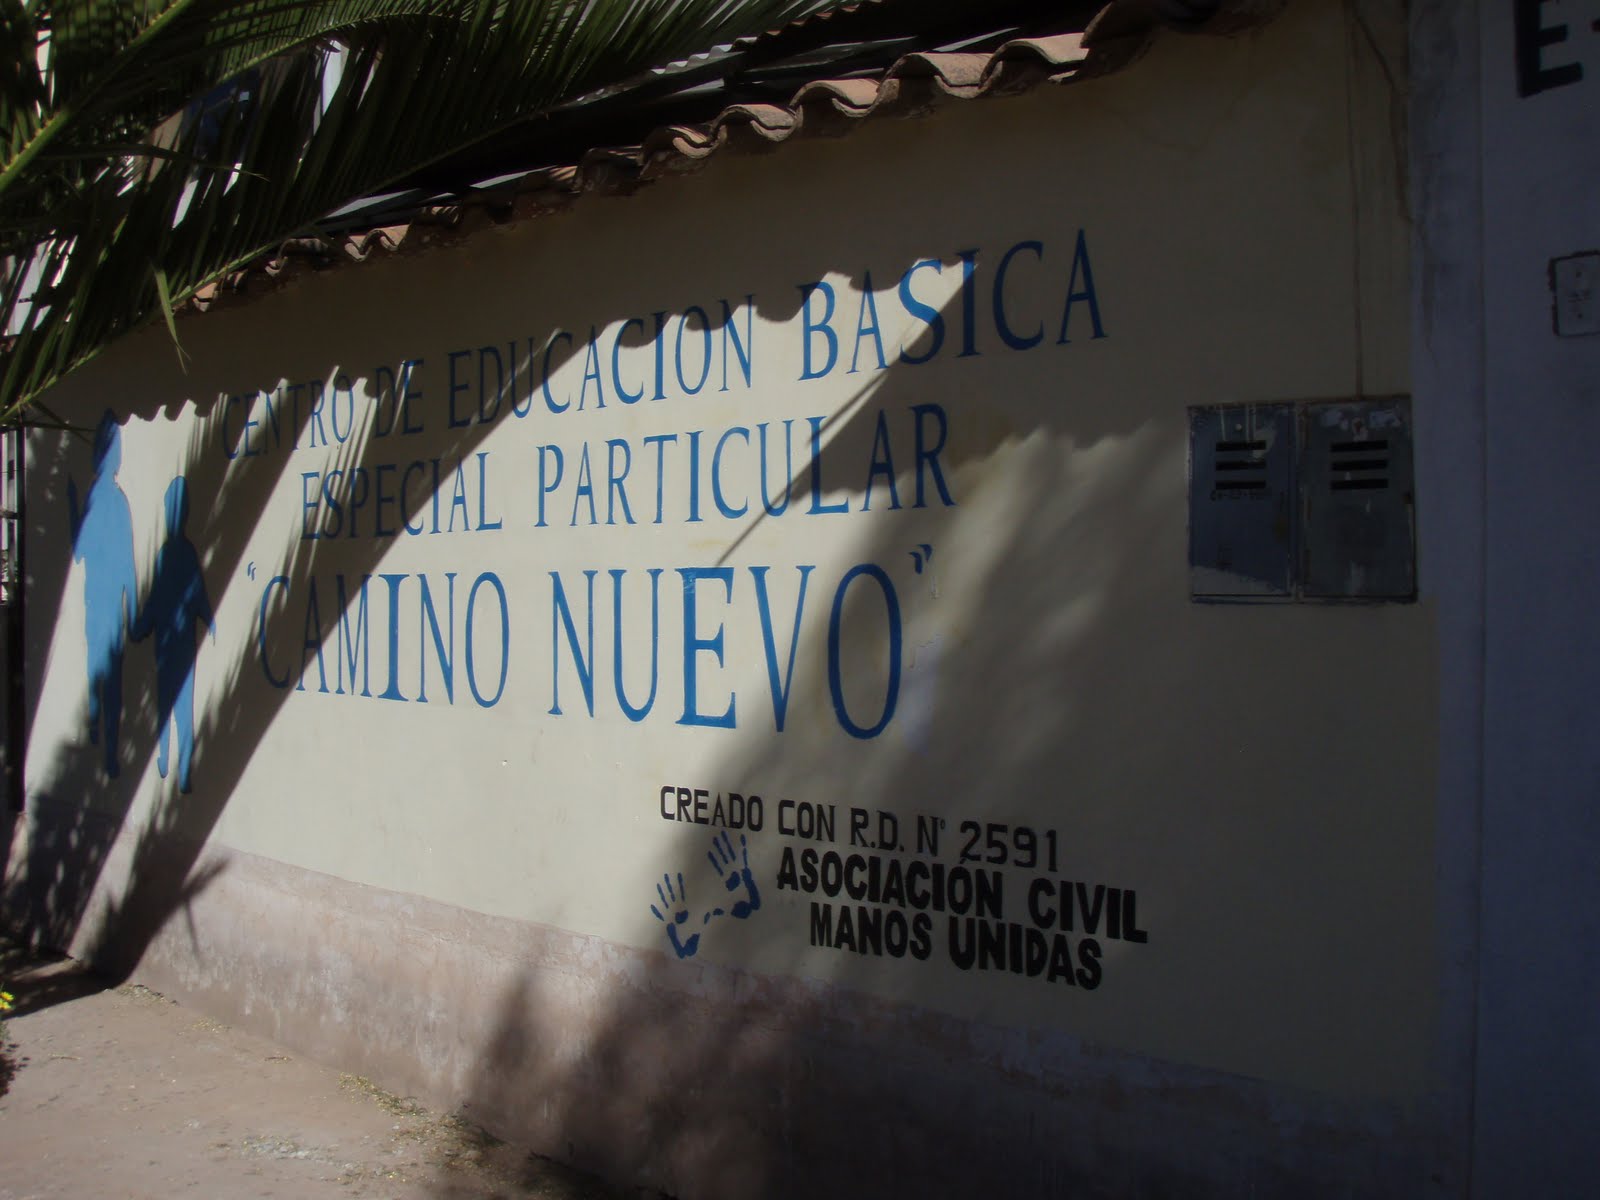 CENTRO DE EDUCACION BASICA
ESPECIAL PARTICULAR
"CAMINO NUEVO"
CREADO CON R.D. N° 2591
ASOCIACIÓN CIVIL
MANOS UNIDAS
E